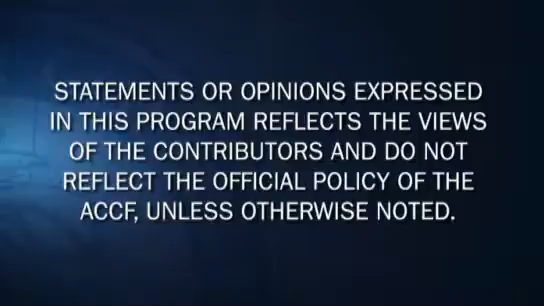 STATEMENTS OR OPINIONS EXPRESSED
IN THIS PROGRAM REFLECTS THE VIEWS
OF THE CONTRIBUTORS AND DO NOT
REFLECT THE OFFICIAL POLICY OF THE
ACCF, UNLESS OTHERWISE NOTED.